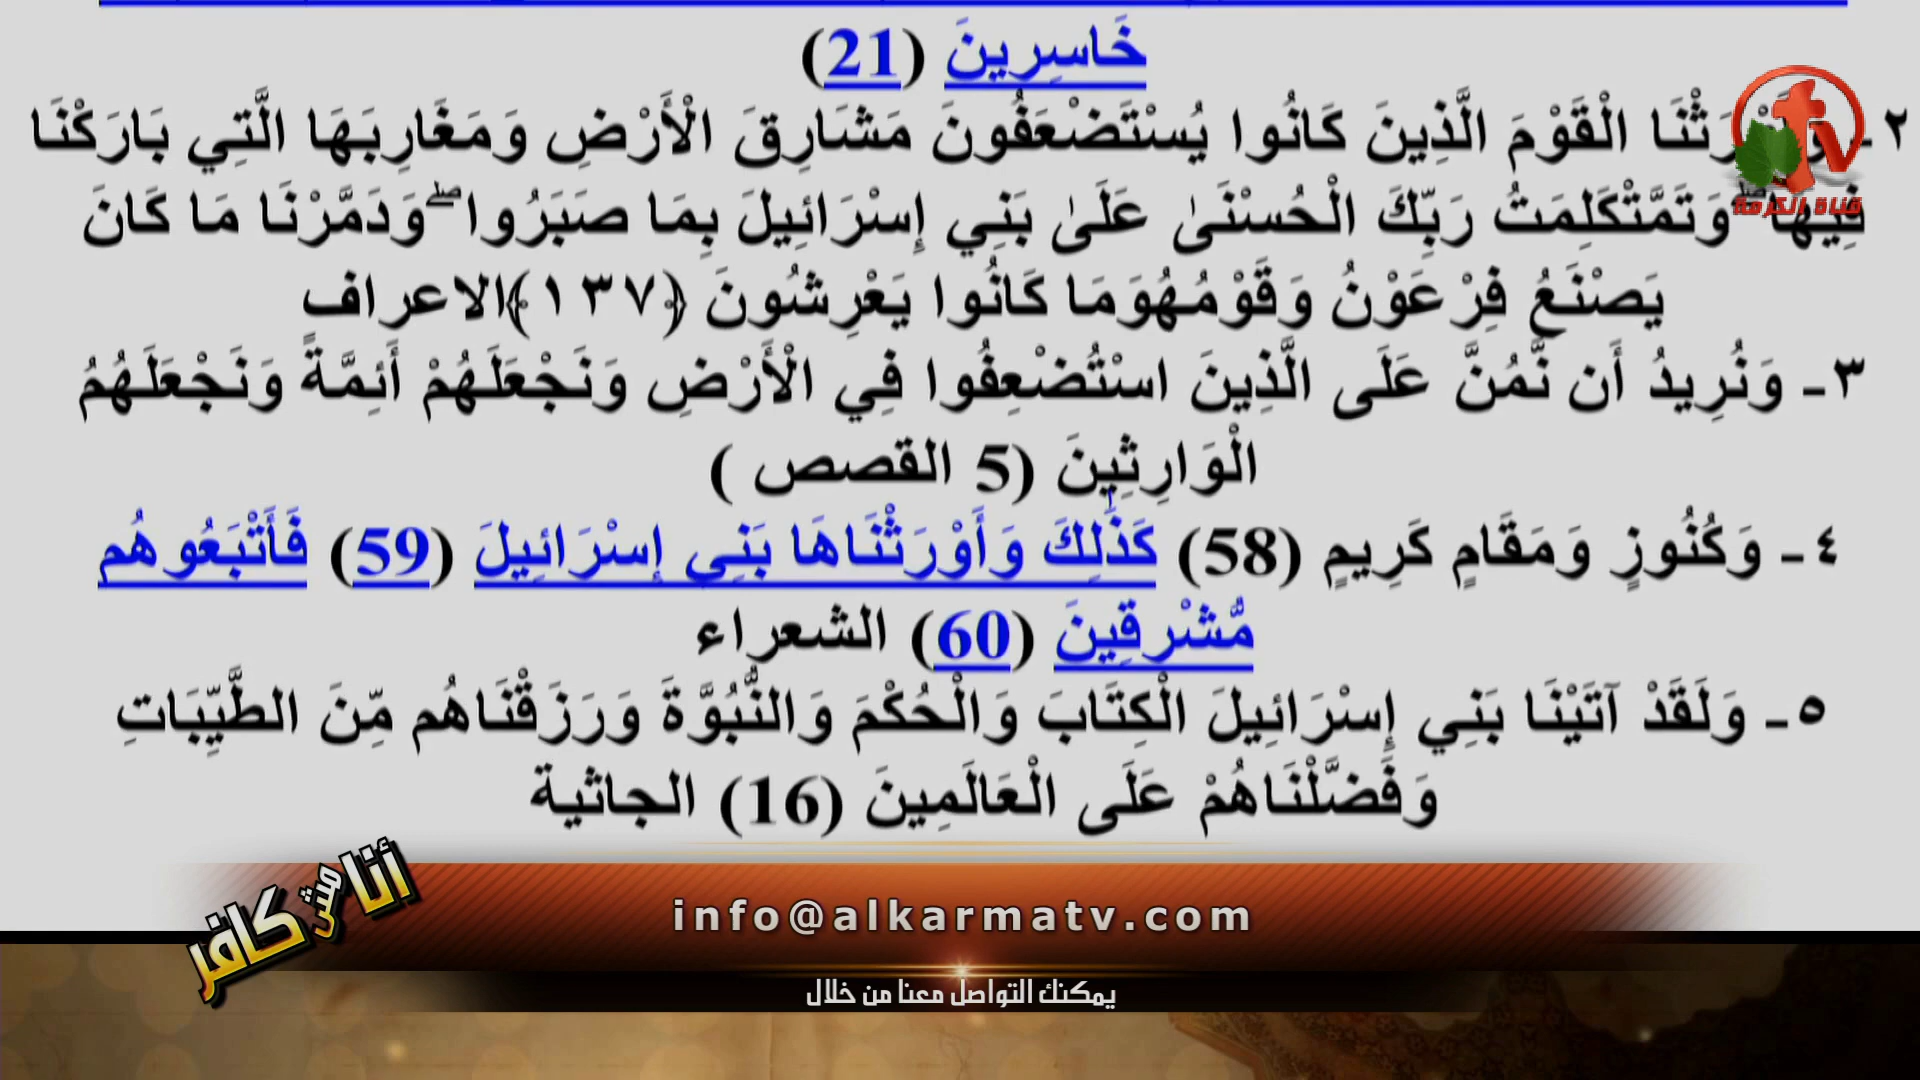 خَاسِرِينَ (21)
٢- الْقَوْمَ الَّذِينَ كَانُوا يُسْتَضْعَفُونَ مَشَارِقَ الْأَرْضِ وَمَغَارِبَهَا الَّتِي بَارَكْنَا
فِيهَا ۖ وَتَمَّتْكَلِمَتُ رَبِّكَ الْحُسْنَىٰ عَلَىٰ بَنِي إِسْرَائِيلَ بِمَا صَبَرُوا ۖ وَدَمَّرْنَا مَا كَانَ
يَصْنَعُ فِرْعَوْنُ وَقَوْمُهُوَمَا كَانُوا يَعْرِشُونَ ﴿١٣٧﴾الاعراف
٣- وَنُرِيدُ أَن نَّمُنَّ عَلَى الَّذِينَ اسْتُضْعِفُوا فِي الْأَرْضِ وَنَجْعَلَهُمْ أَئِمَّةً وَنَجْعَلَهُمُ
الْوَارِثِينَ (5 القصص )
٤- وَكُنُوزٍ وَمَقَامٍ كَرِيمٍ (58) كَذَٰلِكَ وَأَوْرَثْنَاهَا بَنِي إِسْرَائِيلَ (59) فَأَتْبَعُوهُم
مُّشْرِقِينَ (60) الشعراء
٥- وَلَقَدْ آتَيْنَا بَنِي إِسْرَائِيلَ الْكِتَابَ وَالْحُكْمَ وَالنُّبُوَّةَ وَرَزَقْنَاهُم مِّنَ الطَّيِّبَاتِ
وَفَضَّلْنَاهُمْ عَلَى الْعَالَمِينَ (16) الجاثية
tv
قناة الكرمة
أنا مش كافر
info@alkarmatv.com
يمكنك التواصل معنا من خلال